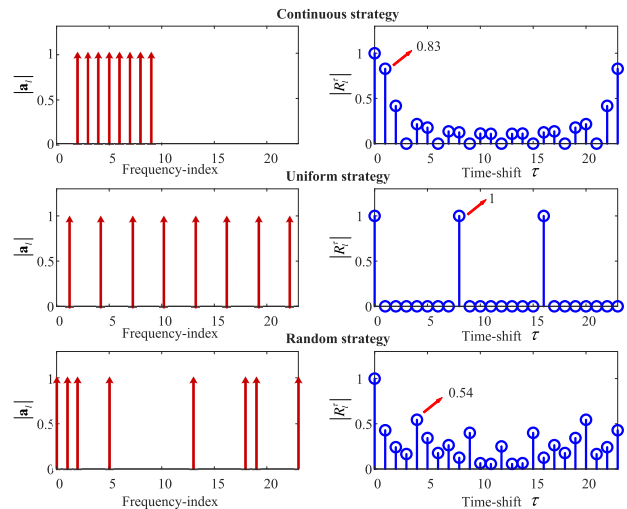 Continuous strategy
|a_l|
1
0.5
0
0 5 10 15 20
Frequency-index
|R_l^τ|
1
0.5
0
0.83
0 5 10 15 20
Time-shift τ
Uniform strategy
|a_l|
1
0.5
0
0 5 10 15 20
Frequency-index
|R_l^τ|
1
0.5
0
1
0 5 10 15 20
Time-shift τ
Random strategy
|a_l|
1
0.5
0
0 5 10 15 20
Frequency-index
|R_l^τ|
1
0.5
0
0.54
0 5 10 15 20
Time-shift τ